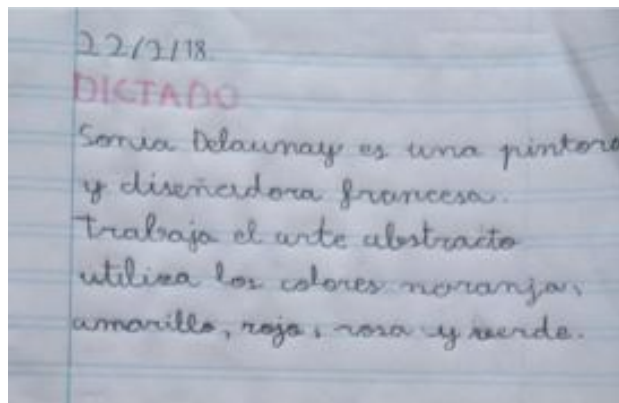 22/2/18.
DICTADO
Sonia Delaunay es una pintora
y diseñadora francesa.
Trabaja el arte abstracto
utiliza los colores naranja,
amarillo, rojo, rosa y verde.